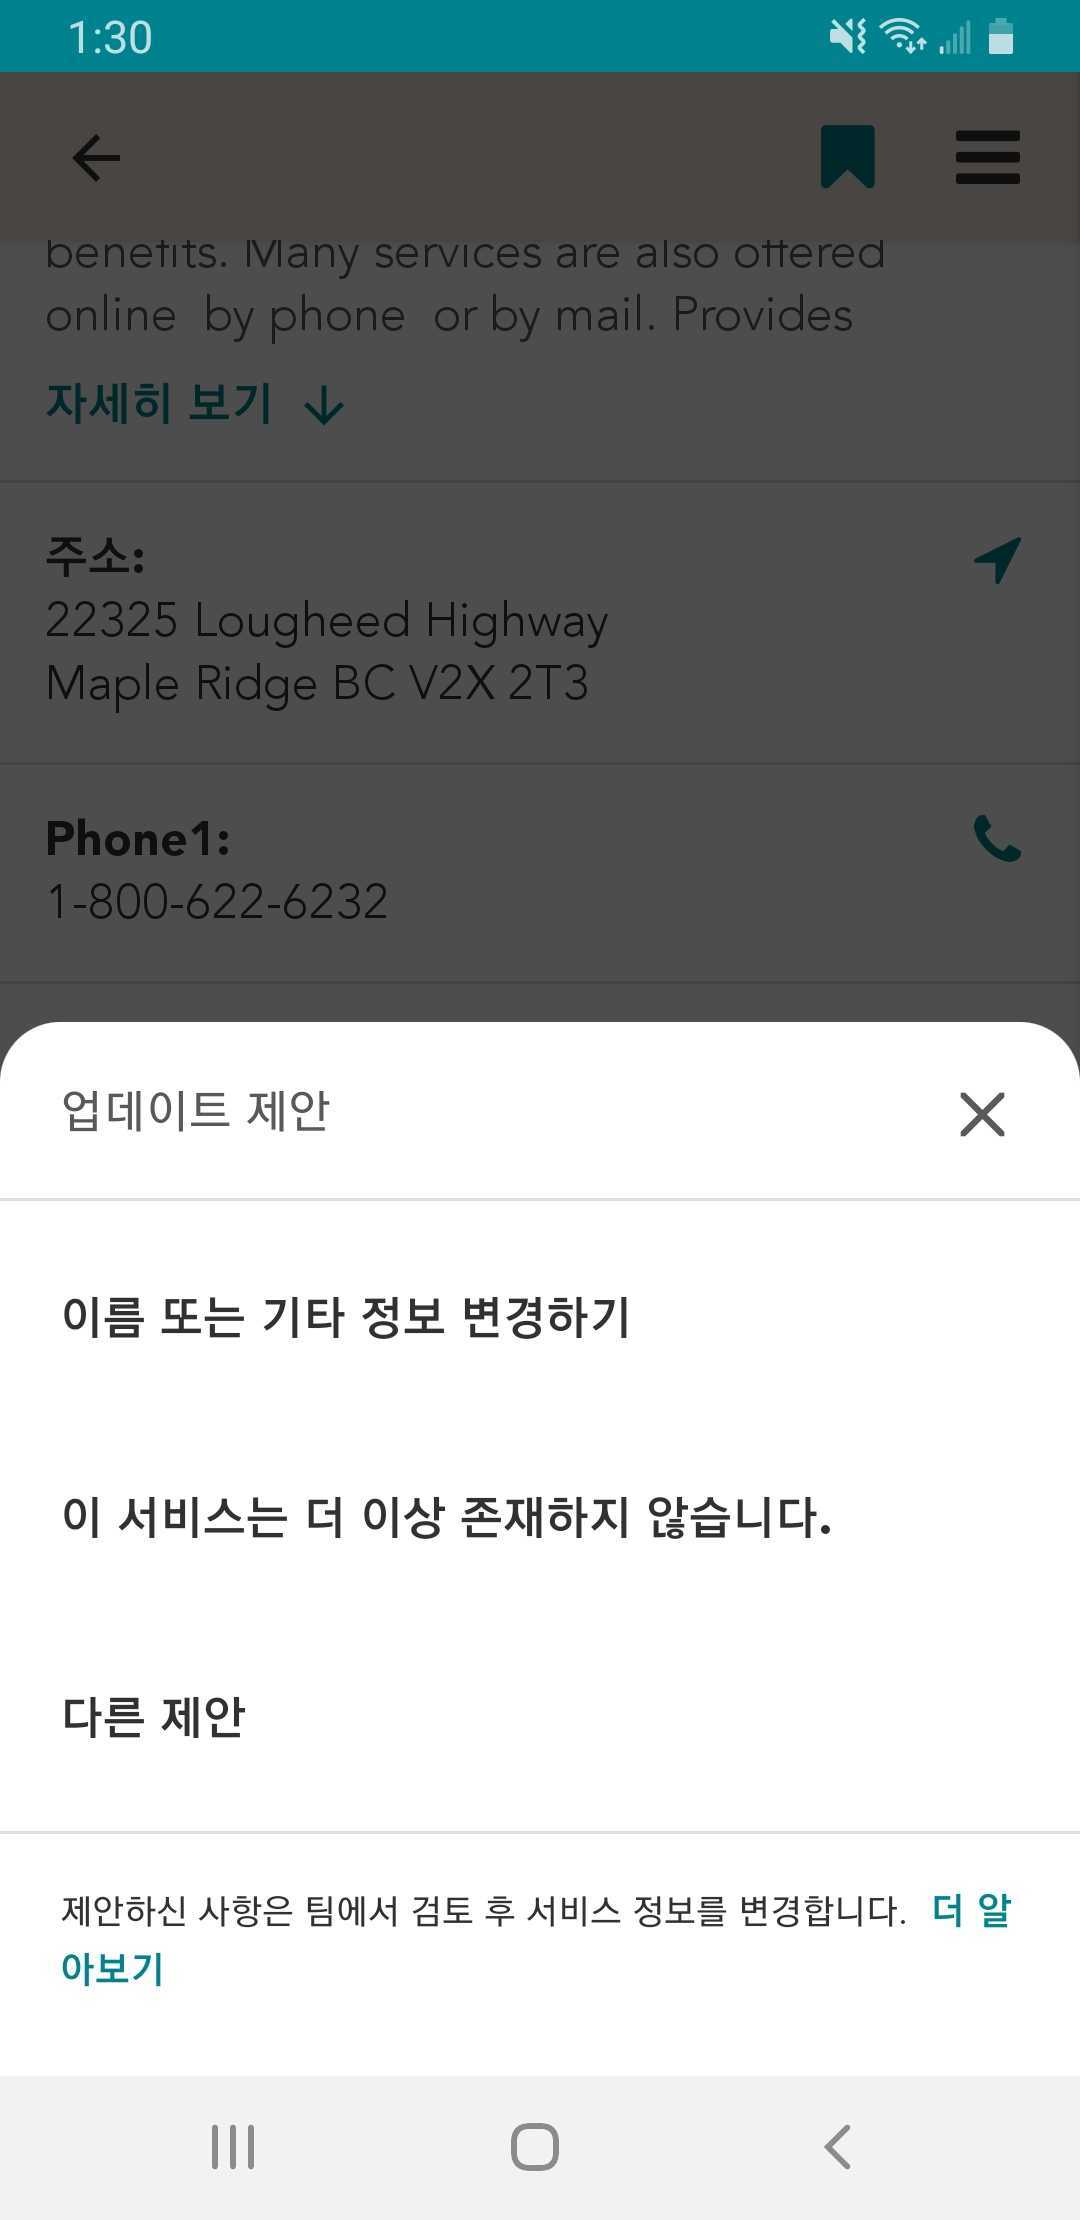 1:30
benefits. Many services are also offered
online  by phone  or by mail. Provides
자세히 보기
주소:
22325 Lougheed Highway
Maple Ridge BC V2X 2T3
Phone1:
1-800-622-6232
업데이트 제안
이름 또는 기타 정보 변경하기
이 서비스는 더 이상 존재하지 않습니다.
다른 제안
제안하신 사항은 팀에서 검토 후 서비스 정보를 변경합니다. 더 알
아보기